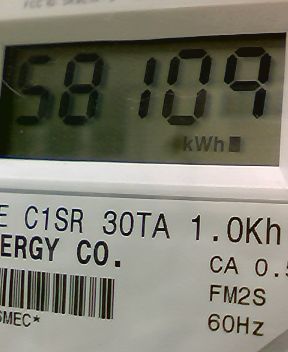 58109
kWh
E C1SR 30TA 1.0Kh
ERGY CO.
CA 0.5
FM2S
60Hz
SMEC*